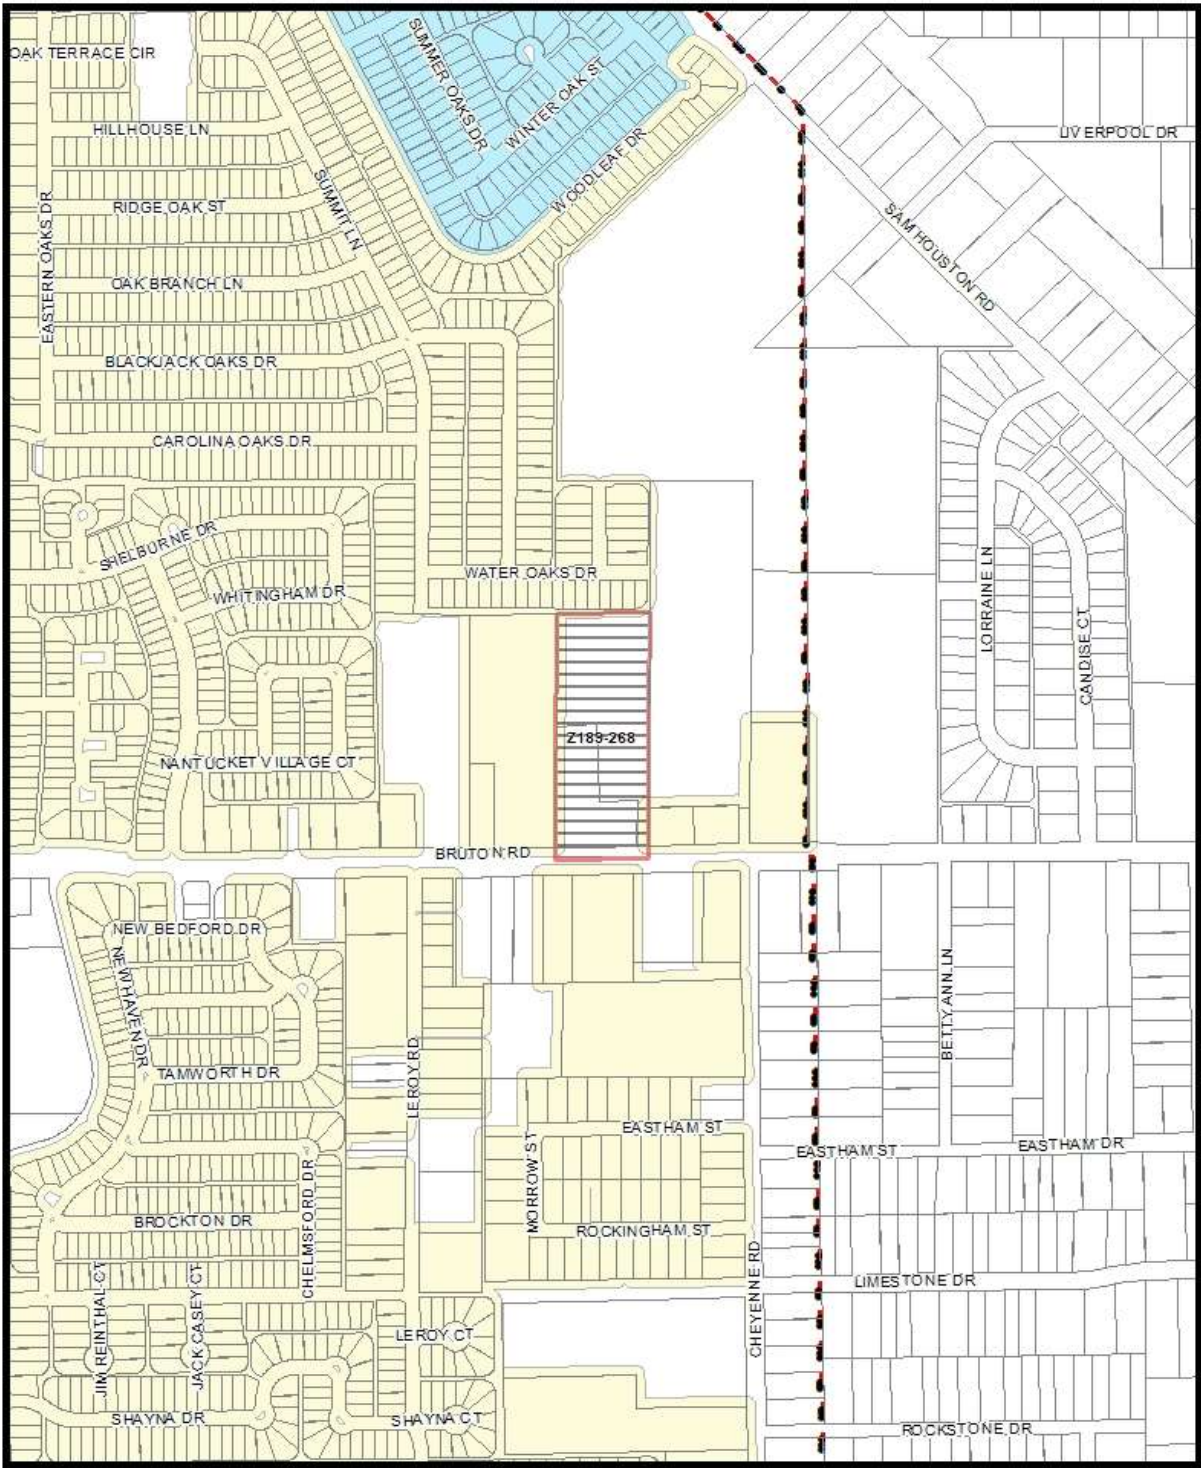 OAK TERRACE CIR
SUMMER OAKS DR
WINTER OAK ST
HILLHOUSE LN
LIVERPOOL DR
WOODLEAF DR
SUMMIT LN
RIDGE OAK ST
EASTERN OAKS DR
SAM HOUSTON RD
OAK BRANCH LN
BLACKJACK OAKS DR
CAROLINA OAKS DR
SHELBURNE DR
WATER OAKS DR
WHITINGHAM DR
LORRAINE LN
CANDISE CT
Z189-268
NANTUCKET VILLAGE CT
BRUTON RD
NEW BEDFORD DR
NEWHAVEN DR
BETTY ANN LN
TAMWORTH DR
LEROY RD
EASTHAM ST
EASTHAM ST
EASTHAM DR
MORROW ST
CHELMSFORD DR
BROCKTON DR
ROCKINGHAM ST
CHEYENNE RD
LIMESTONE DR
JIM REINTHAL CT
JACK CASEY CT
LEROY CT
SHAYNA DR
SHAYNA CT
ROCKSTONE DR